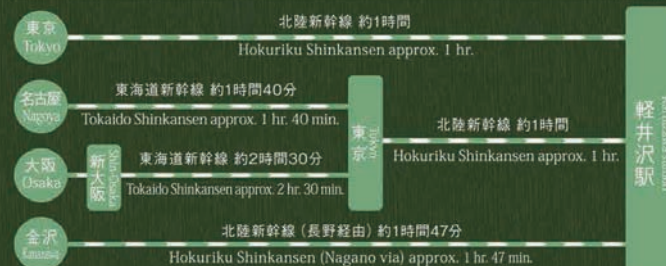 東京
Tokyo
北陸新幹線 約1時間
Hokuriku Shinkansen approx. 1 hr.
名古屋
Nagoya
東海道新幹線 約1時間40分
Tokaido Shinkansen approx. 1 hr. 40 min.
大阪
Osaka
新大阪
Shin-Osaka
東海道新幹線 約2時間30分
Tokaido Shinkansen approx. 2 hr. 30 min.
東京
Tokyo
北陸新幹線 約1時間
Hokuriku Shinkansen approx. 1 hr.
金沢
Kanazawa
北陸新幹線(長野経由)約1時間47分
Hokuriku Shinkansen (Nagano via) approx. 1 hr. 47 min.
軽井沢駅